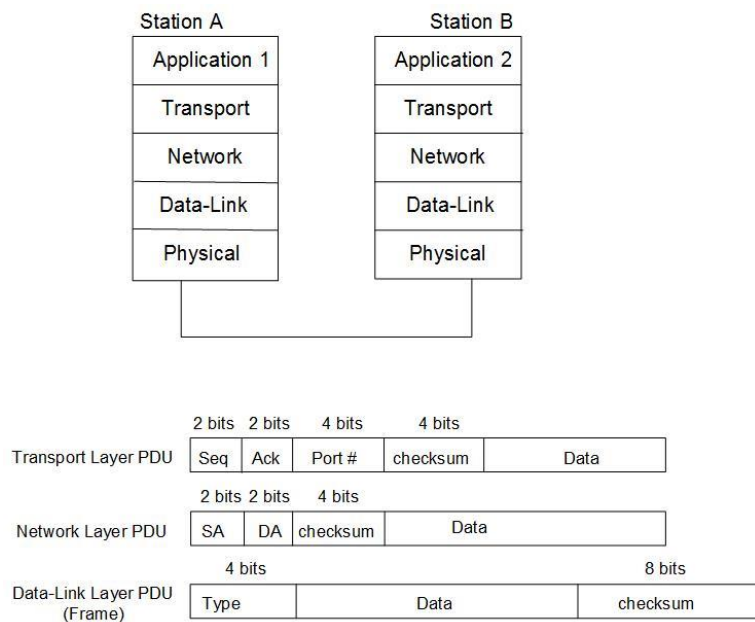 Station A Station B
Application 1 Application 2
Transport Transport
Network Network
Data-Link Data-Link
Physical Physical
2 bits 2 bits 4 bits 4 bits
Transport Layer PDU Seq Ack Port # checksum Data
2 bits 2 bits 4 bits
Network Layer PDU SA DA checksum Data
4 bits 8 bits
Data-Link Layer PDU
(Frame) Type Data checksum